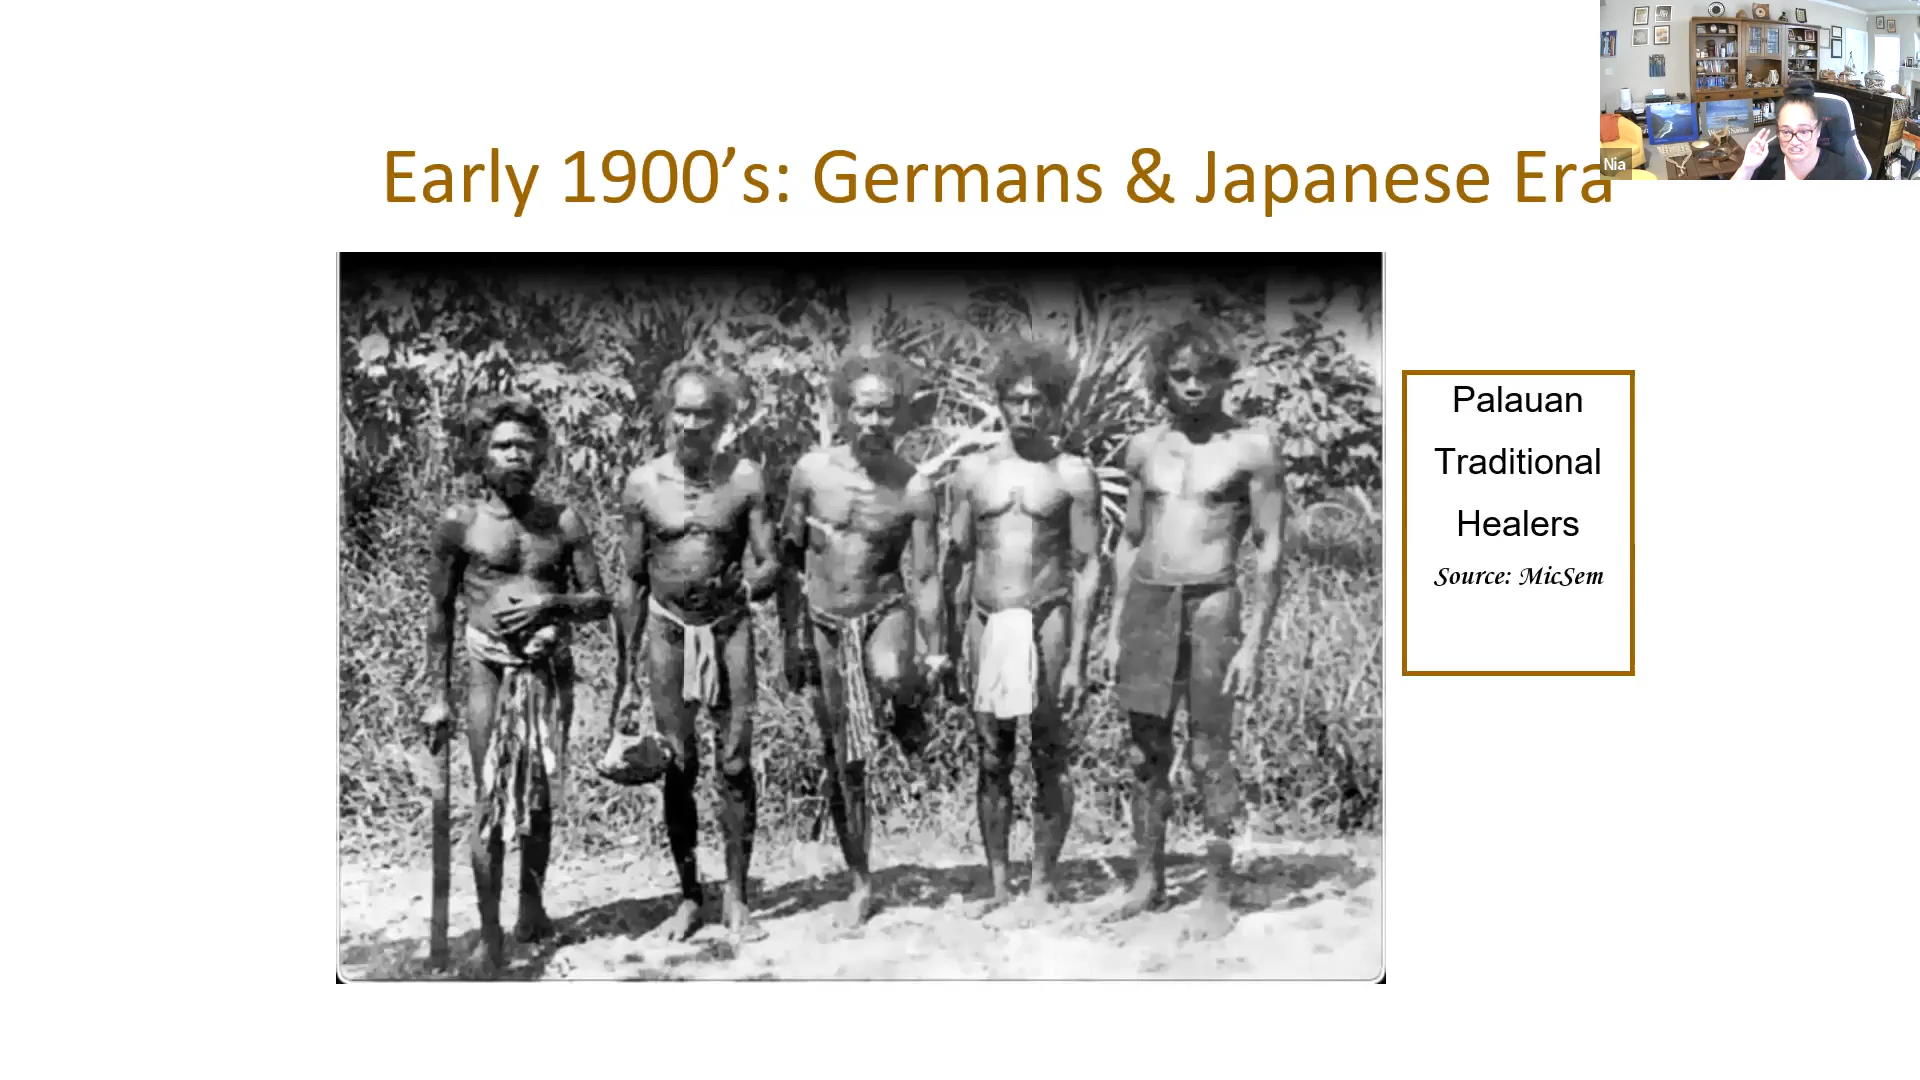 Early 1900's: Germans & Japanese Era
Nia
Palauan
Traditional
Healers
Source: MicSem